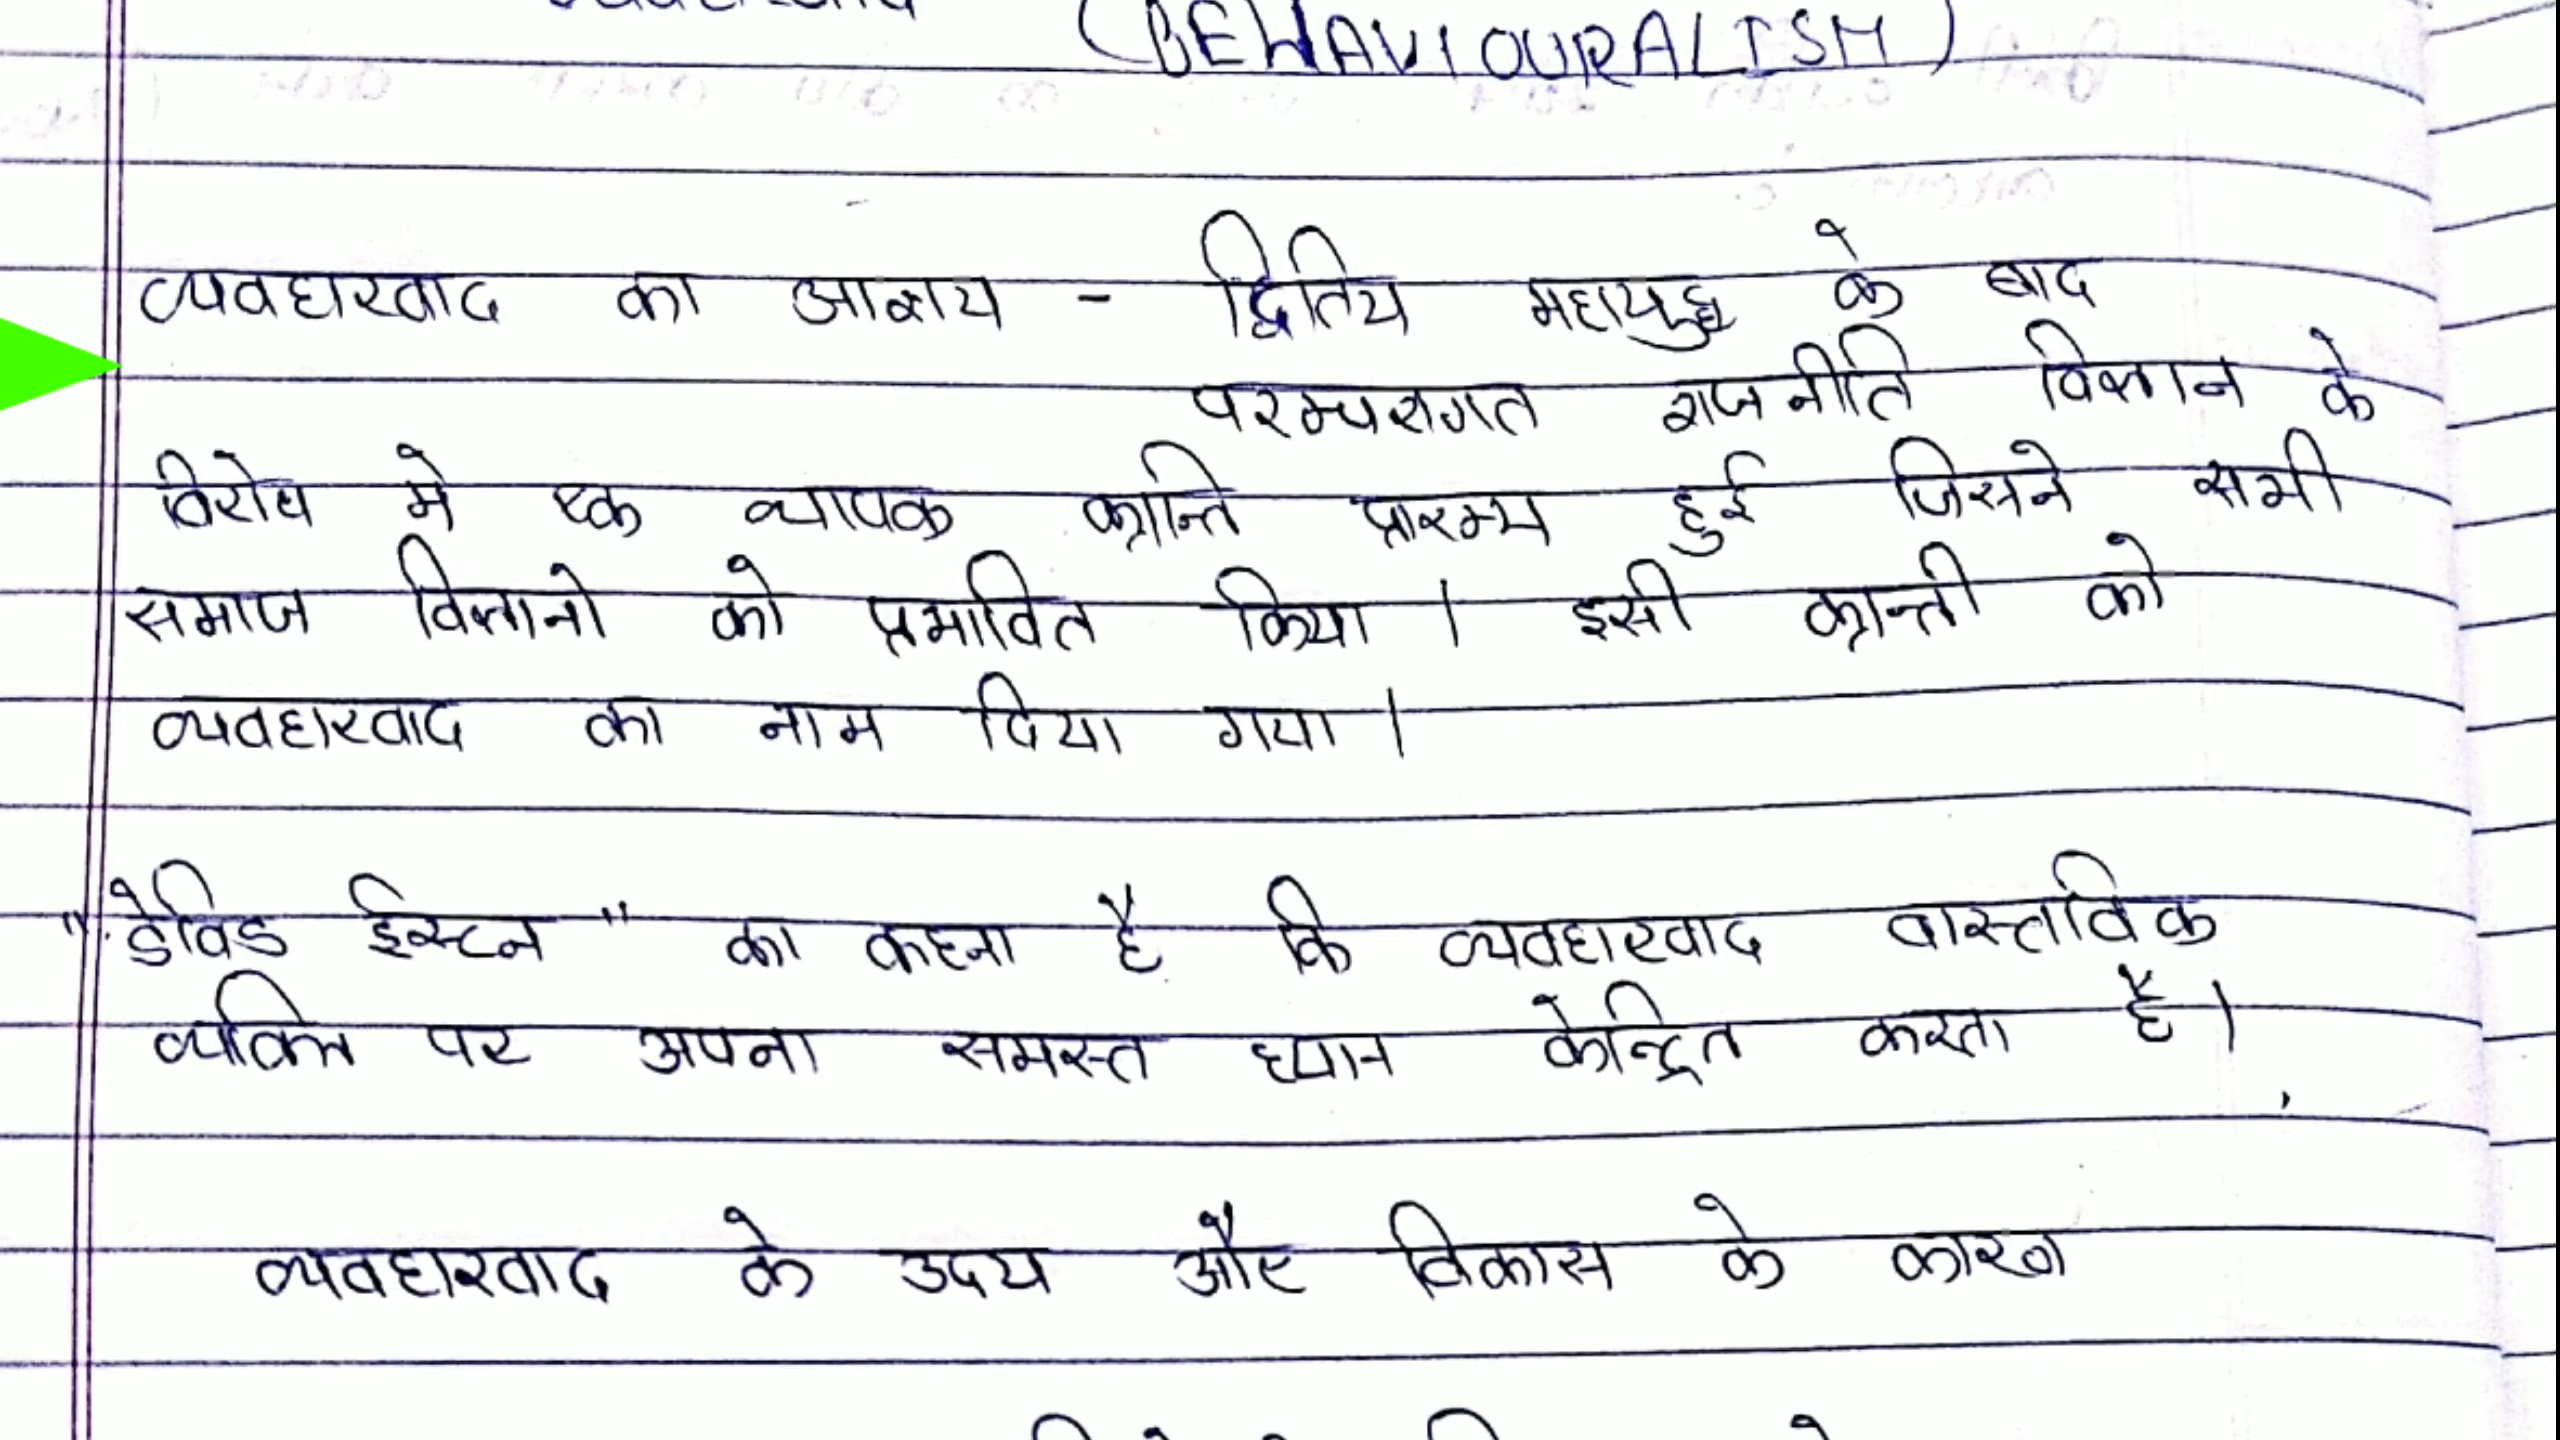 (BEHAVIOURALISM)
व्यवहारवाद का आशय - द्वितिय महायुद्ध के बाद
परम्परागत राजनीति विज्ञान के
विरोध मे एक व्यापक क्रान्ति प्रारम्भ हुई जिसने सभी
समाज विज्ञानो को प्रभावित किया । इसी क्रान्ती को
व्यवहारवाद का नाम दिया गया ।
"डेविड ईस्टन" का कहना है कि व्यवहारवाद वास्तविक
व्यक्ति पर अपना समस्त ध्यान केन्द्रित करता है ।
व्यवहारवाद के उदय और विकास के कारण